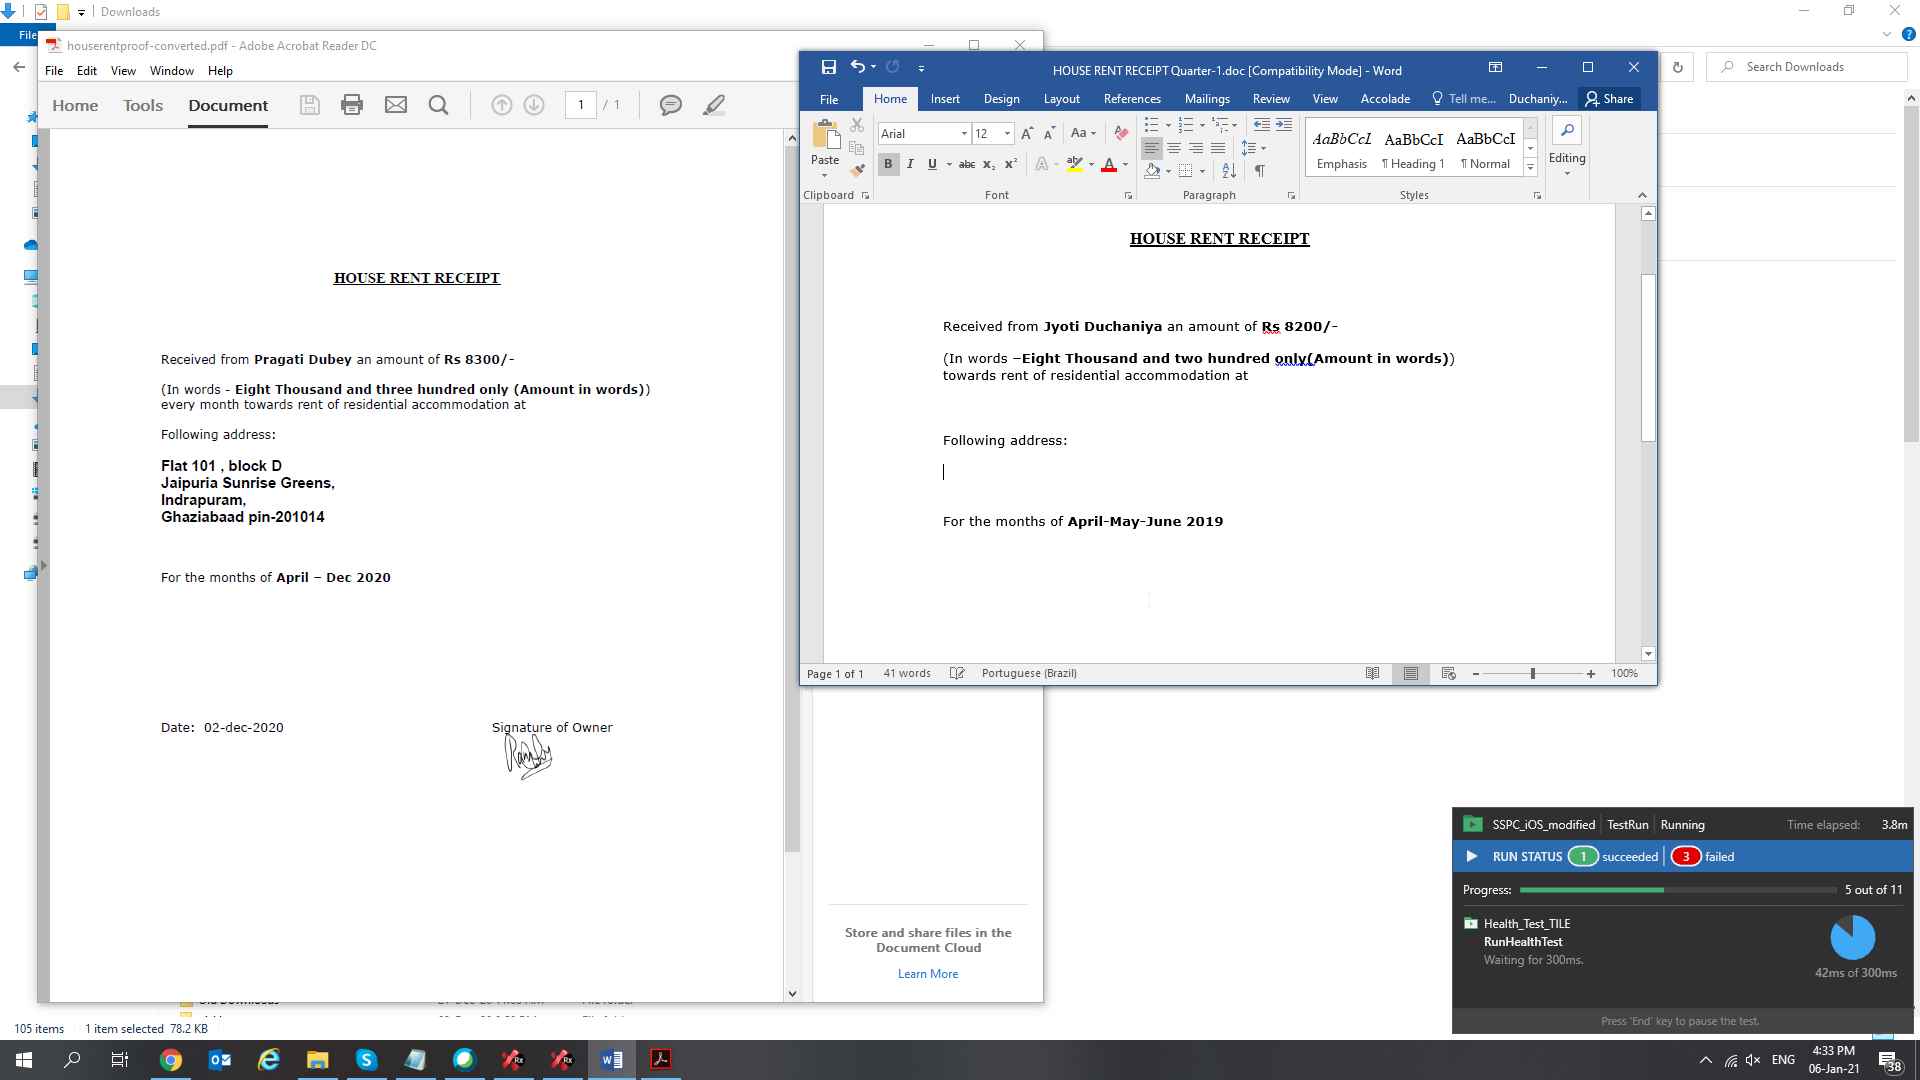 Downloads
File
Search Downloads
houserentproof-converted.pdf - Adobe Acrobat Reader DC
File Edit View Window Help
Home Tools Document 1 / 1
HOUSE RENT RECEIPT
Received from Pragati Dubey an amount of Rs 8300/-
(In words - Eight Thousand and three hundred only (Amount in words))
every month towards rent of residential accommodation at
Following address:
Flat 101 , block D
Jaipuria Sunrise Greens,
Indrapuram,
Ghaziabaad pin-201014
For the months of April – Dec 2020
Date: 02-dec-2020 Signature of Owner
Store and share files in the
Document Cloud
Learn More
HOUSE RENT RECEIPT Quarter-1.doc [Compatibility Mode] - Word
File Home Insert Design Layout References Mailings Review View Accolade Tell me... Duchaniy... Share
Paste
Arial 12
Aa
B I U abc x₂ x²
AaBbCcI AaBbCcI AaBbCcI
Emphasis ¶ Heading 1 ¶ Normal
Editing
Clipboard Font Paragraph Styles
HOUSE RENT RECEIPT
Received from Jyoti Duchaniya an amount of Rs 8200/-
(In words –Eight Thousand and two hundred only(Amount in words))
towards rent of residential accommodation at
Following address:
For the months of April-May-June 2019
Page 1 of 1 41 words Portuguese (Brazil) 100%
SSPC_iOS_modified TestRun Running Time elapsed: 3.8m
RUN STATUS 1 succeeded 3 failed
Progress: 5 out of 11
Health_Test_TILE
RunHealthTest
Waiting for 300ms.
42ms of 300ms
Press 'End' key to pause the test.
105 items 1 item selected 78.2 KB
ENG
4:33 PM
06-Jan-21
38